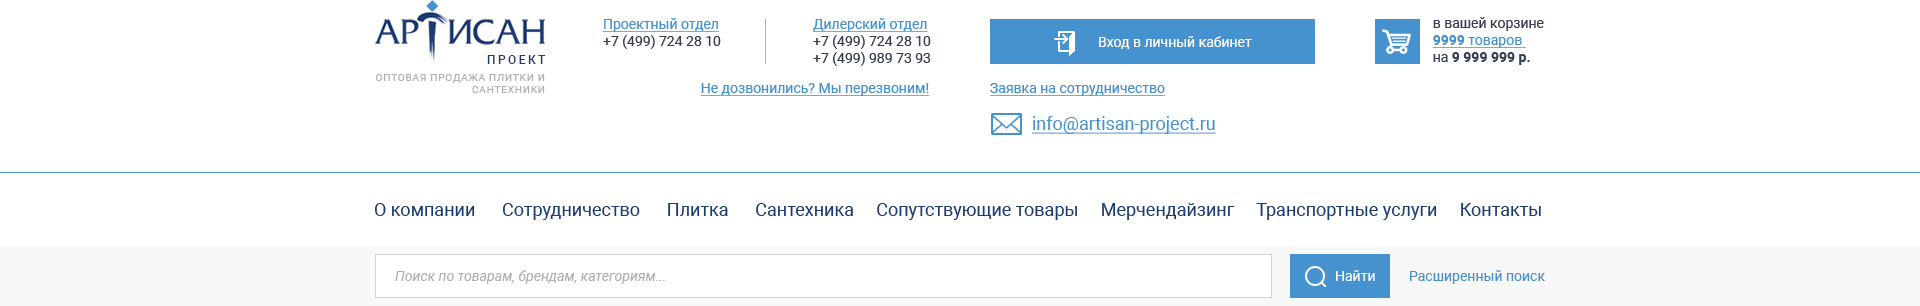 АРТИСАН
ПРОЕКТ
ОПТОВАЯ ПРОДАЖА ПЛИТКИ И
САНТЕХНИКИ
Проектный отдел
+7 (499) 724 28 10
Дилерский отдел
+7 (499) 724 28 10
+7 (499) 989 73 93
Не дозвонились? Мы перезвоним!
Вход в личный кабинет
Заявка на сотрудничество
info@artisan-project.ru
в вашей корзине
9999 товаров
на 9 999 999 р.
О компании Сотрудничество Плитка Сантехника Сопутствующие товары Мерчендайзинг Транспортные услуги Контакты
Поиск по товарам, брендам, категориям... Найти Расширенный поиск